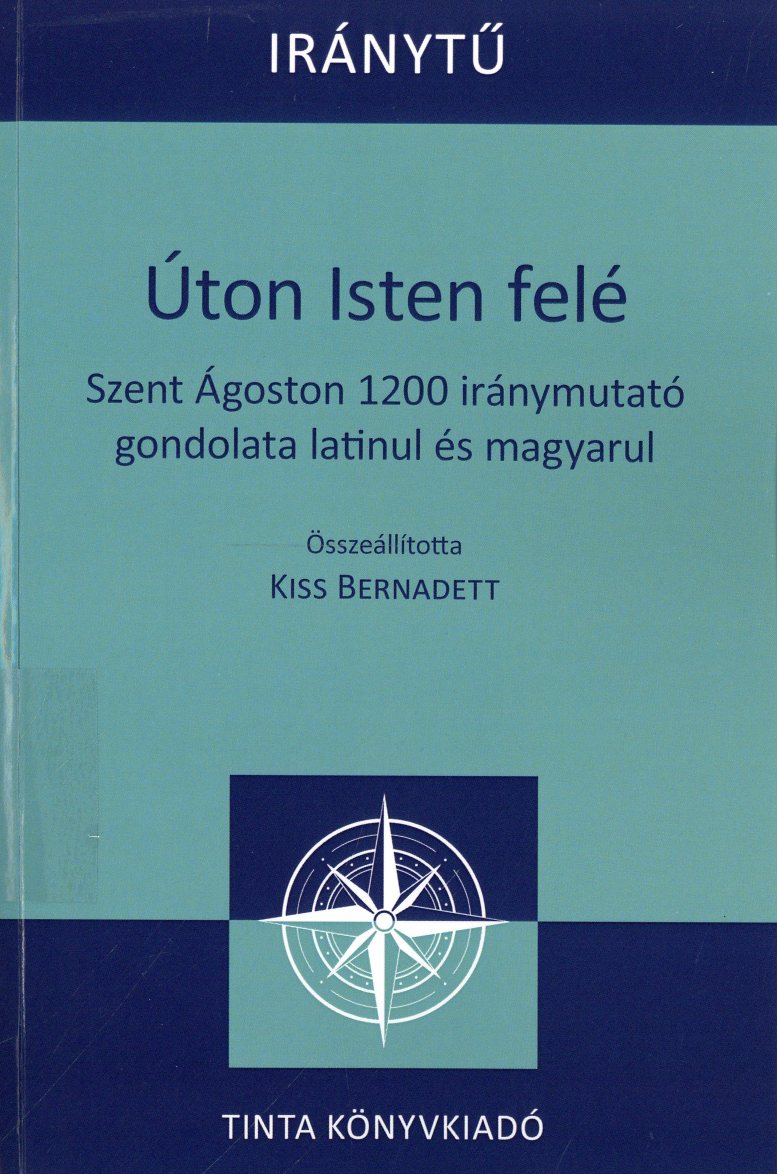 IRÁNYTŰ
Úton Isten felé
Szent Ágoston 1200 iránymutató
gondolata latinul és magyarul
Összeállította
KISS BERNADETT
TINTA KÖNYVKIADÓ